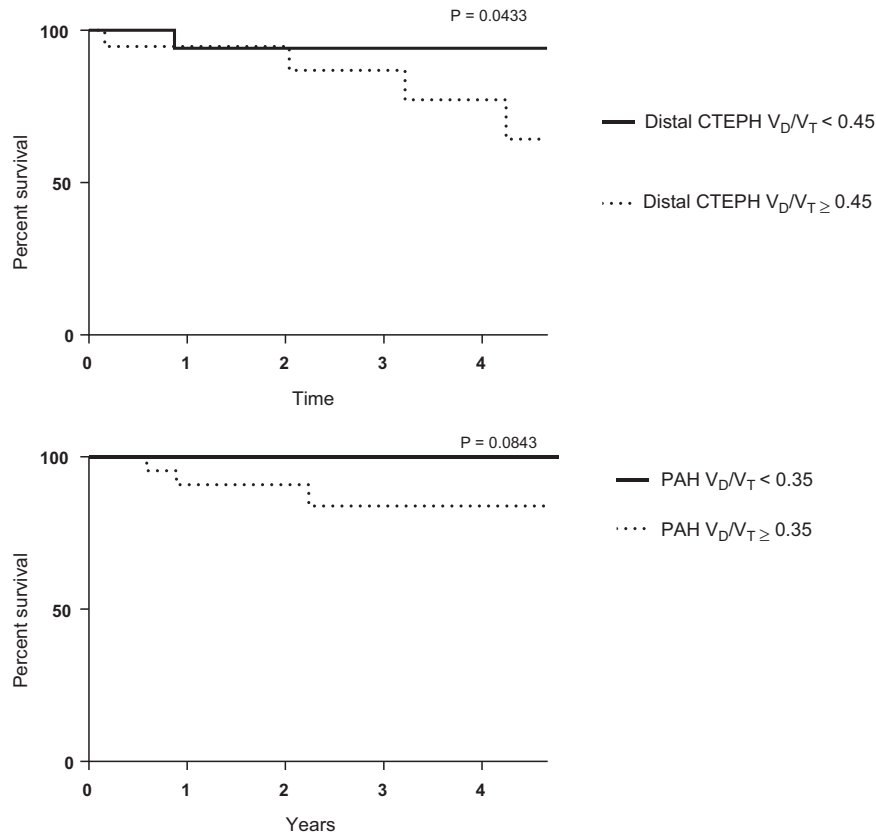 P = 0.0433
100
50
0
Percent survival
0 1 2 3 4
Time
Distal CTEPH V_D/V_T < 0.45
Distal CTEPH V_D/V_T ≥ 0.45
P = 0.0843
100
50
0
Percent survival
0 1 2 3 4
Years
PAH V_D/V_T < 0.35
PAH V_D/V_T ≥ 0.35